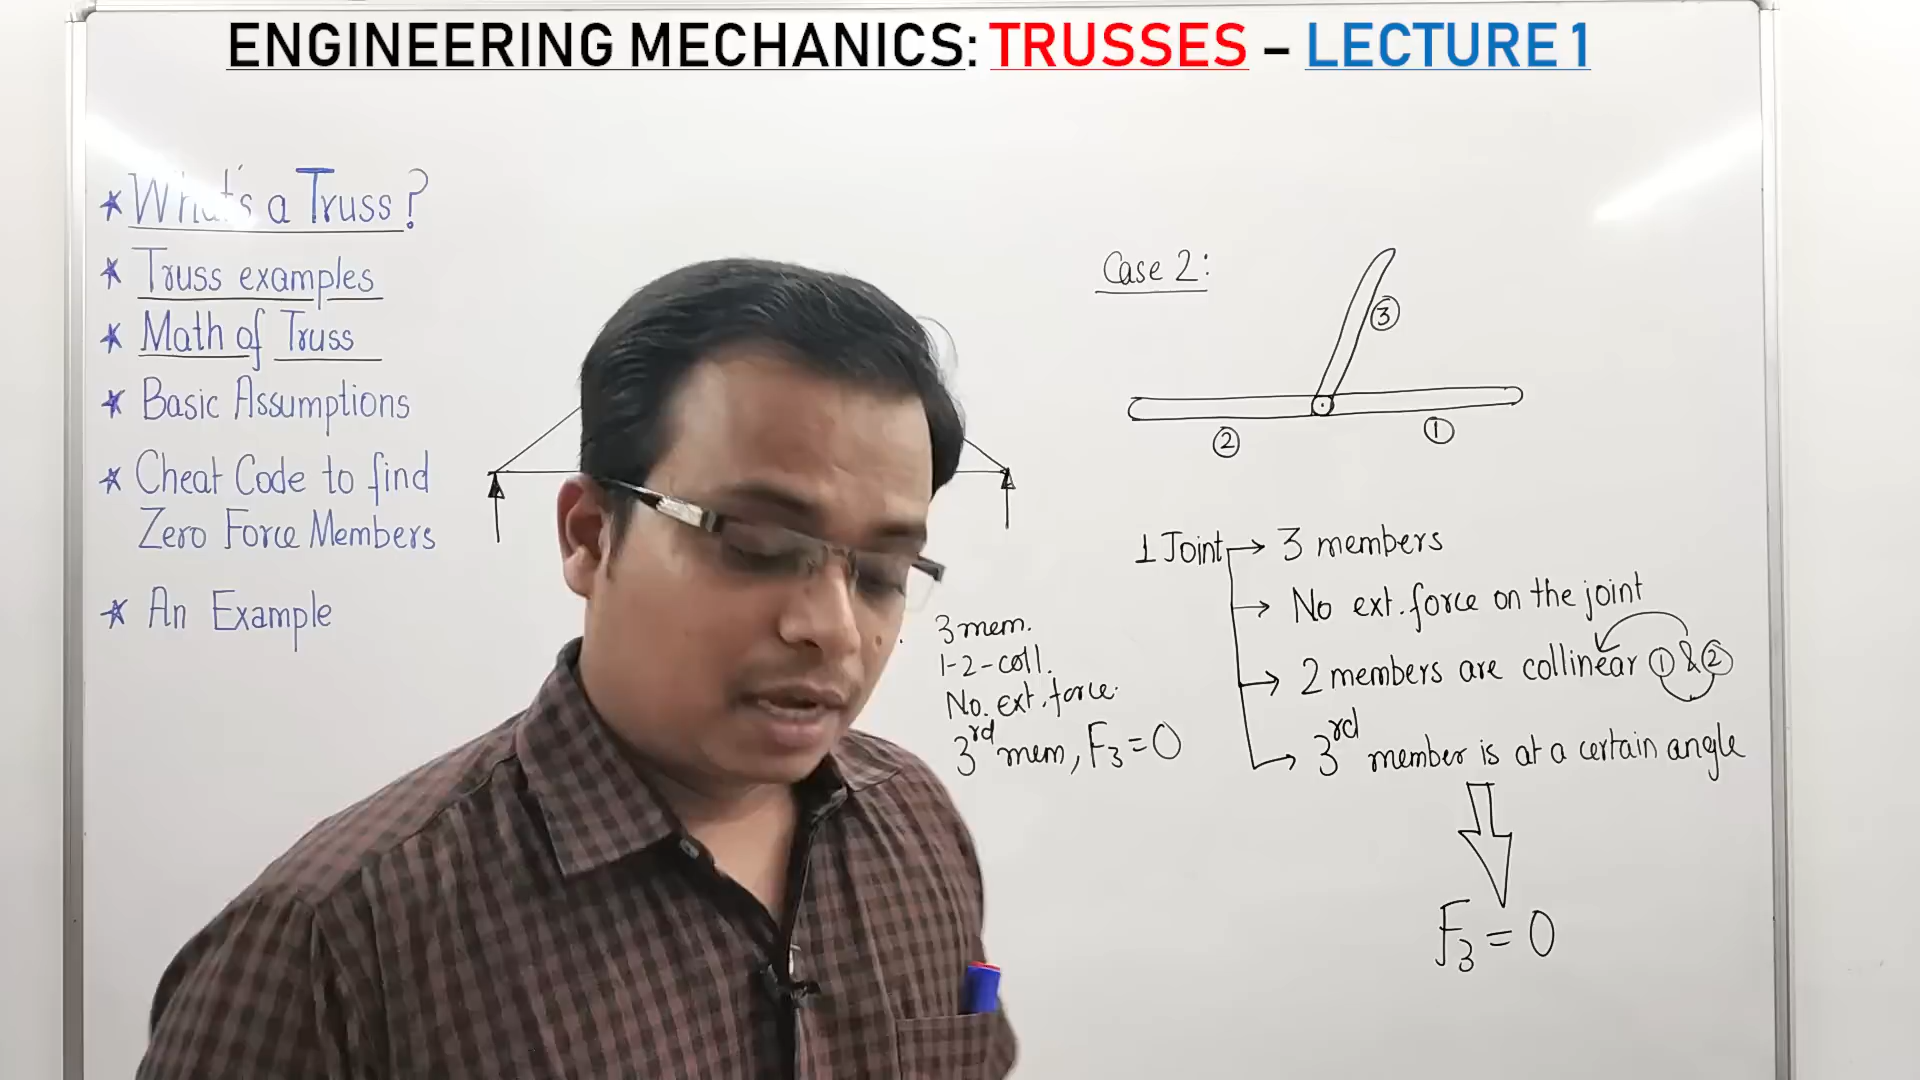 ENGINEERING MECHANICS: TRUSSES – LECTURE 1
* What's a Truss?
* Truss examples
* Math of Truss
* Basic Assumptions
* Cheat Code to find
Zero Force Members
* An Example
3 mem.
1-2-coll.
No. ext. force.
3rd mem, F3 = 0
Case 2:
3
2
1
1 Joint → 3 members
→ No ext. force on the joint
→ 2 members are collinear ① & ②
→ 3rd member is at a certain angle
F3 = 0